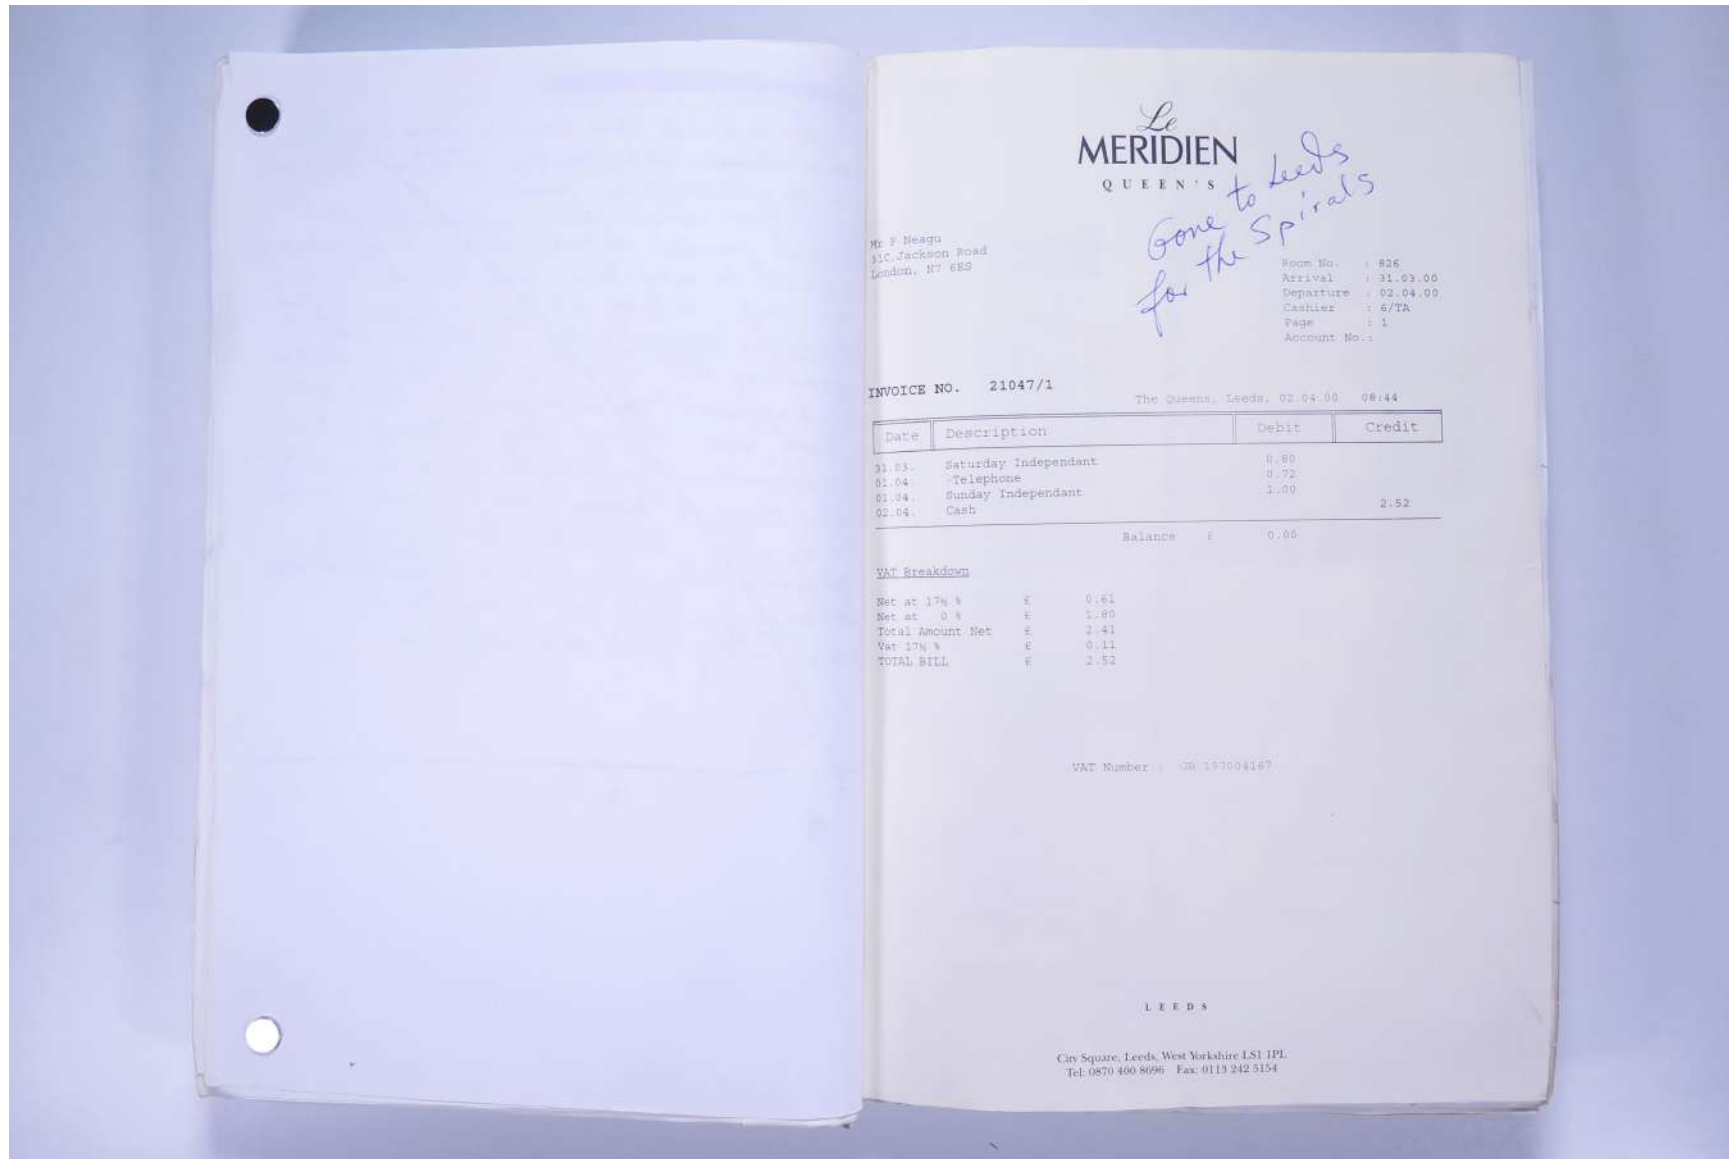 Le
MERIDIEN
QUEEN'S
Gone to Leeds
for the Spirals
Mr P Neagu
31C Jackson Road
London, N7 6ES
Room No. : 826
Arrival : 31.03.00
Departure : 02.04.00
Cashier : 6/TA
Page : 1
Account No.:
INVOICE NO. 21047/1
The Queens, Leeds, 02.04.00 08:44
Date Description Debit Credit
31.03. Saturday Independant 0.80
01.04. Telephone 0.72
01.04. Sunday Independant 1.00
02.04. Cash 2.52
Balance £ 0.00
VAT Breakdown
Net at 17½ % £ 0.61
Net at 0 % £ 1.80
Total Amount Net £ 2.41
Vat 17½ % £ 0.11
TOTAL BILL £ 2.52
VAT Number : GB 197004167
LEEDS
City Square, Leeds, West Yorkshire LS1 1PL
Tel: 0870 400 8696 Fax: 0113 242 5154